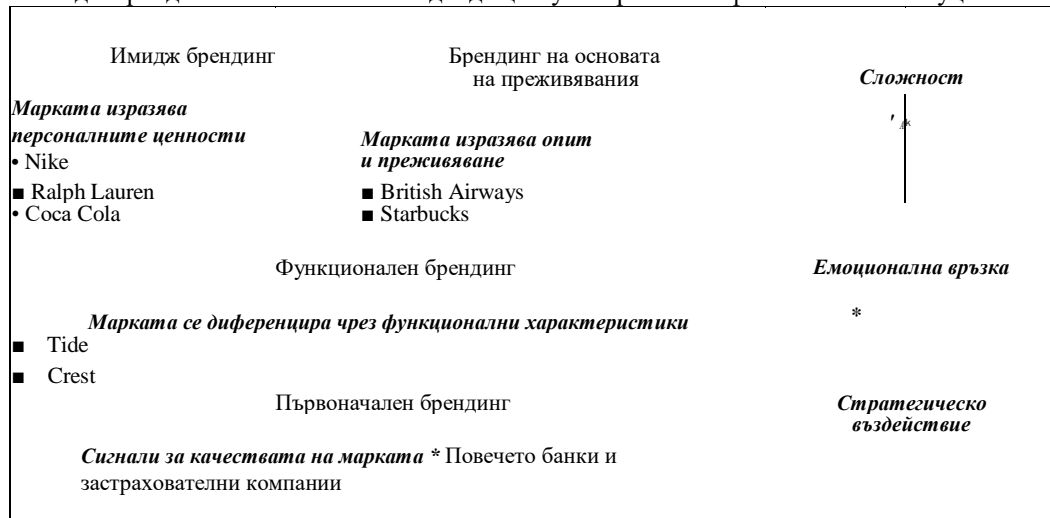 Имидж брендинг
Брендинг на основата
на преживявания
Сложност
Марката изразява
персоналните ценности
• Nike
■ Ralph Lauren
• Coca Cola
Марката изразява опит
и преживяване
■ British Airways
■ Starbucks
Функционален брендинг
Емоционална връзка
Марката се диференцира чрез функционални характеристики
*
■ Tide
■ Crest
Първоначален брендинг
Стратегическо
въздействие
Сигнали за качествата на марката * Повечето банки и
застрахователни компании